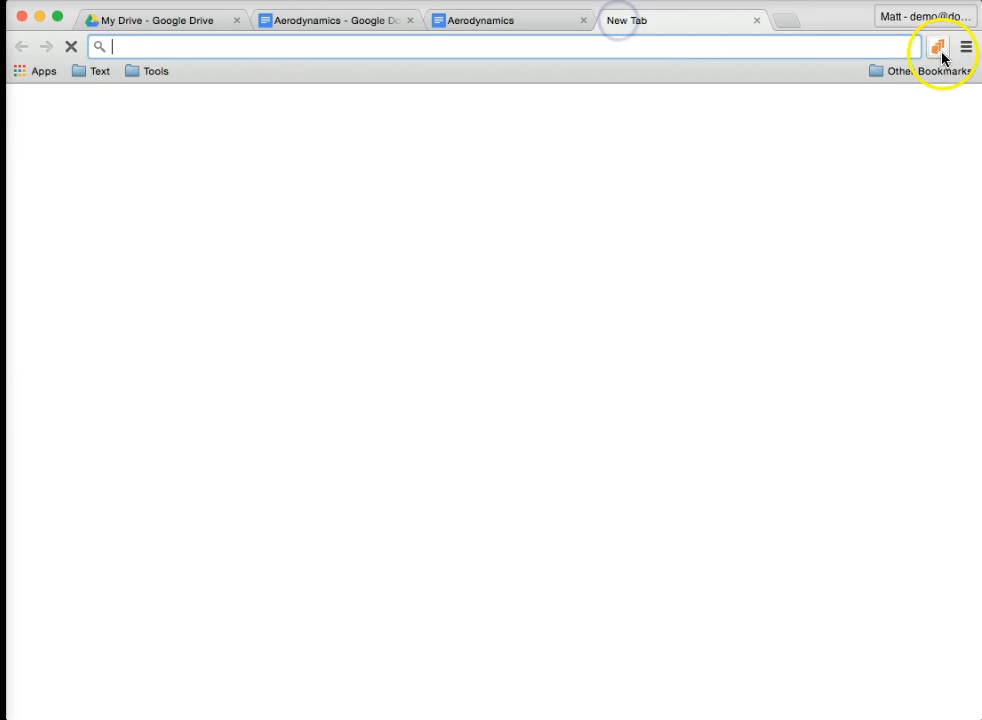 My Drive - Google Drive
Aerodynamics - Google Do
Aerodynamics
New Tab
Matt - demo@do...
Apps
Text
Tools
Other Bookmarks